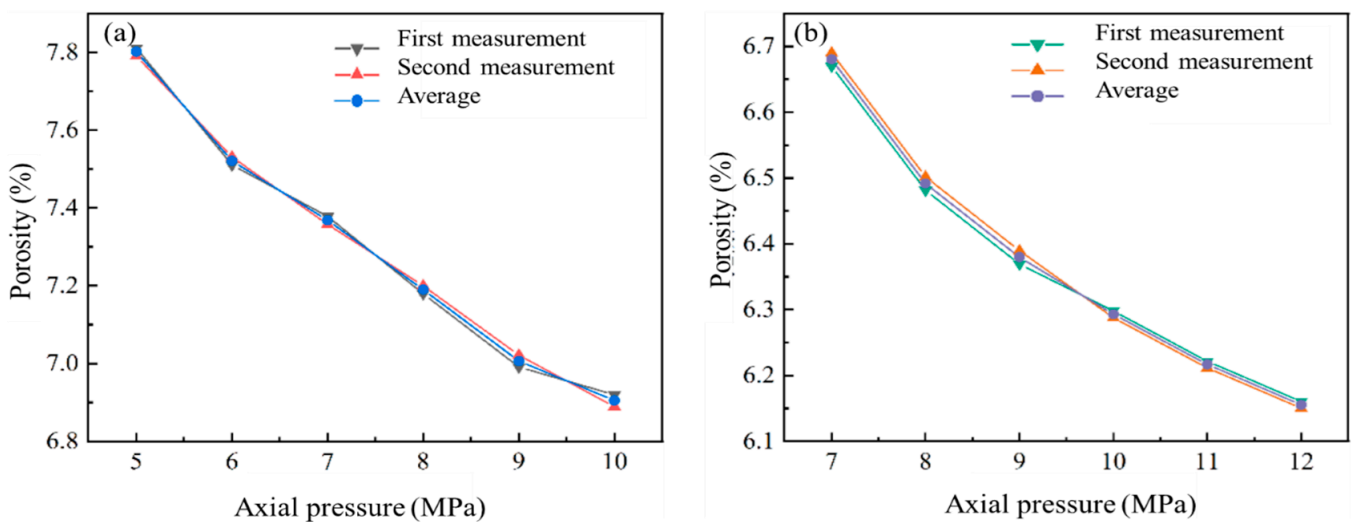 (a)
First measurement
Second measurement
Average
7.8
7.6
7.4
7.2
7.0
6.8
Porosity (%)
5 6 7 8 9 10
Axial pressure (MPa)
(b)
First measurement
Second measurement
Average
6.7
6.6
6.5
6.4
6.3
6.2
6.1
Porosity (%)
7 8 9 10 11 12
Axial pressure (MPa)